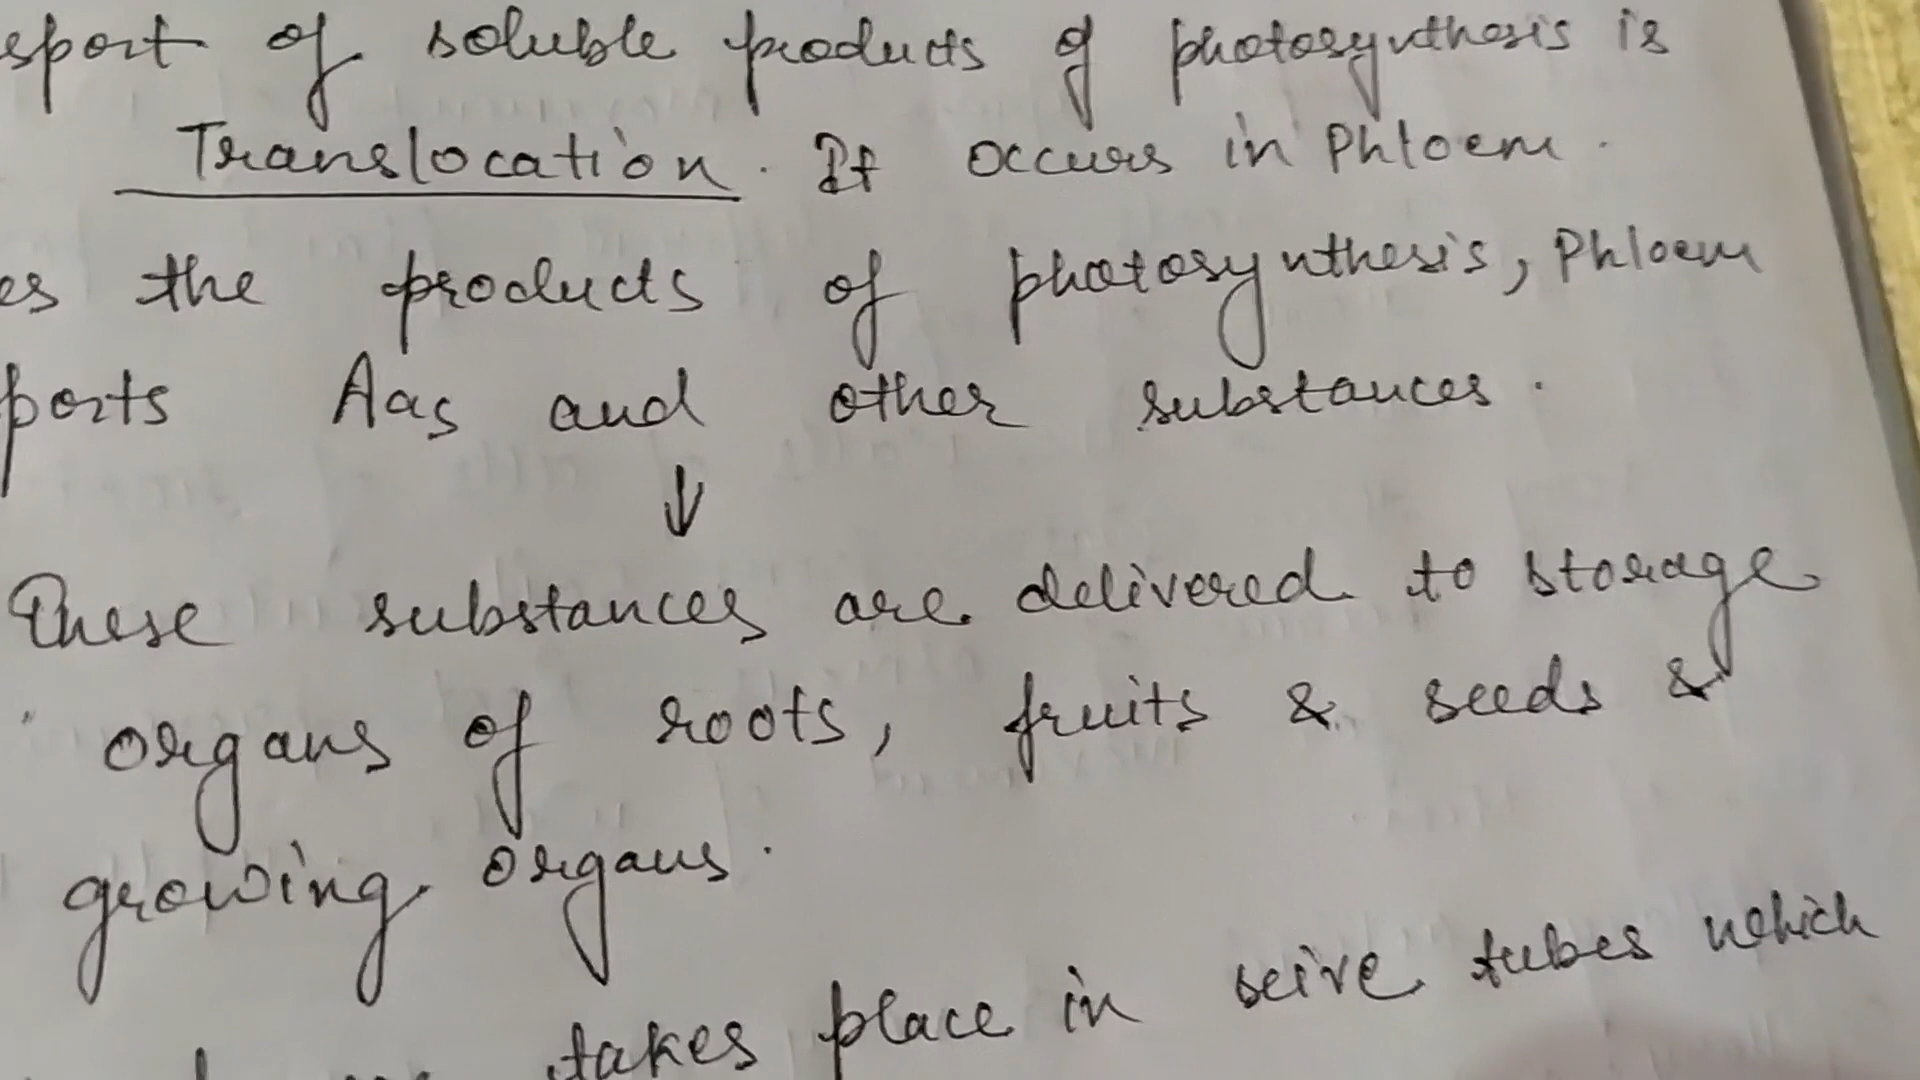 sport of soluble products of photosynthesis is
Translocation. It occurs in Phloem.
es the products of photosynthesis, Phloem
ports Aas and other substances.
↓
These substances are delivered to storage
organs of roots, fruits & seeds &
growing organs.
takes place in seive tubes which